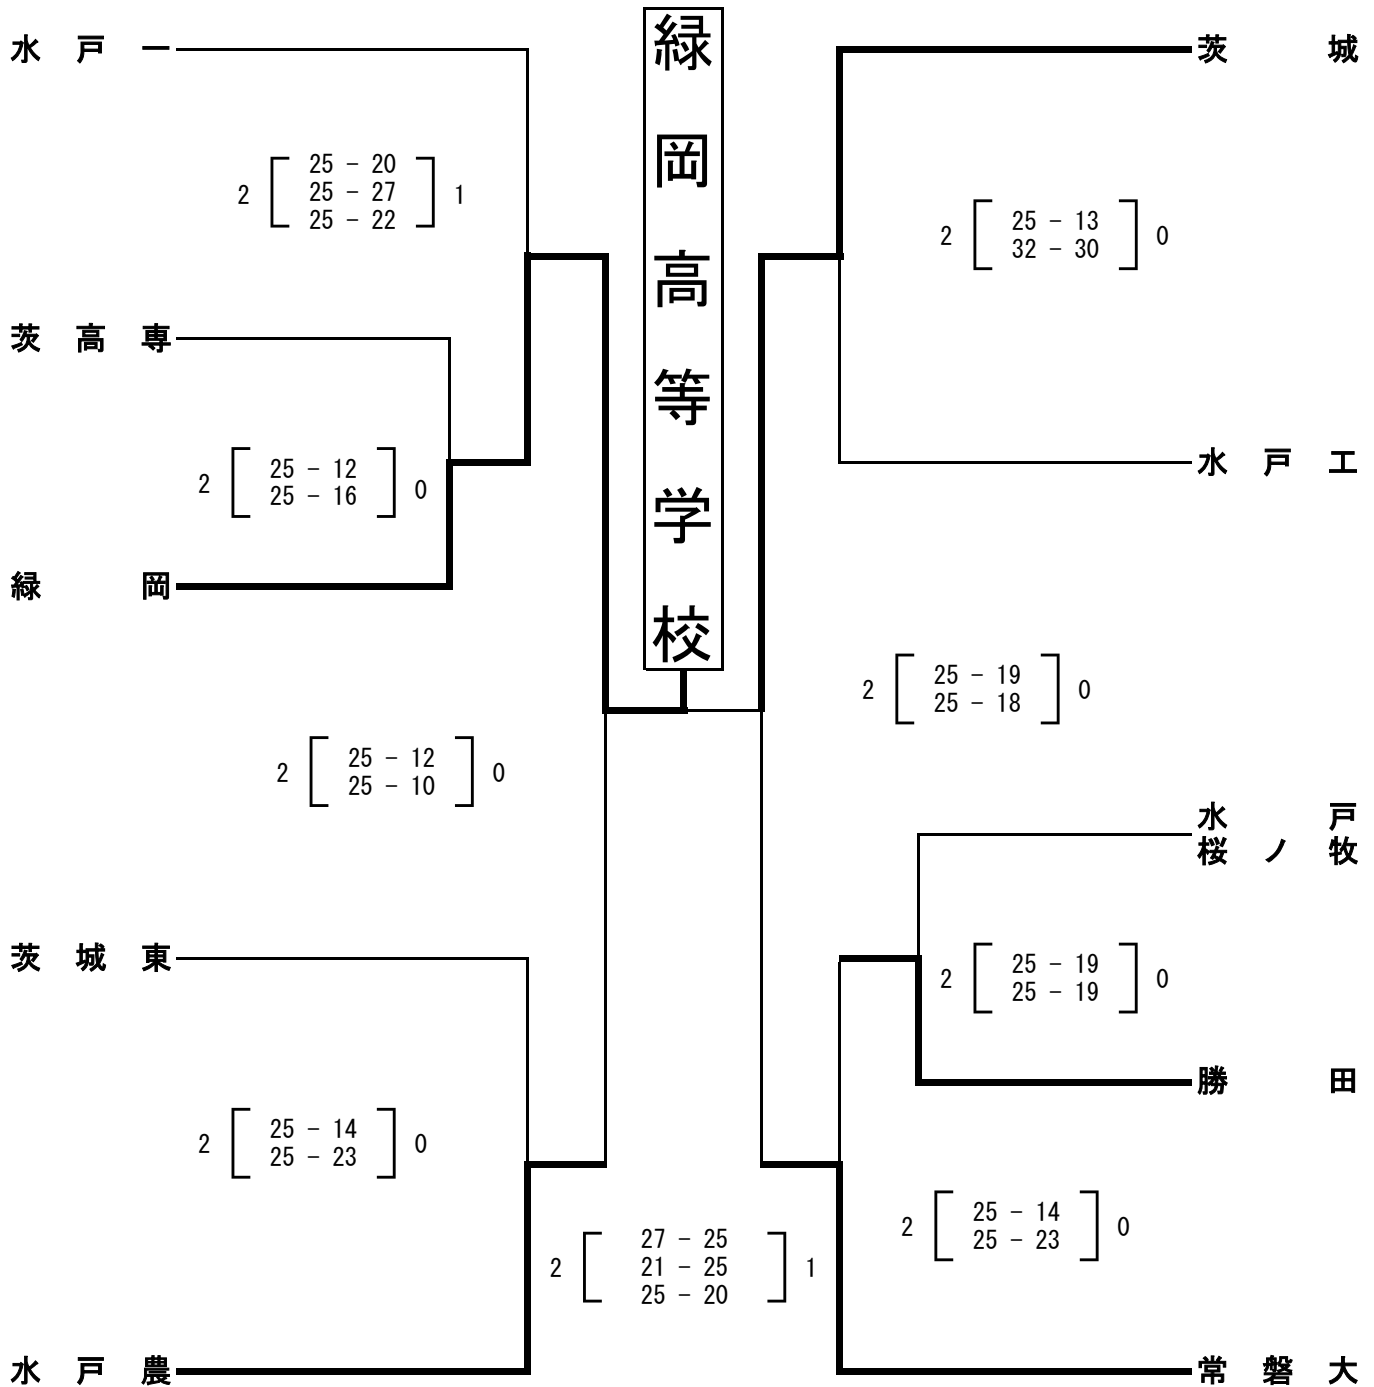 緑岡高等学校
水戸一
2 25 - 20 1
25 - 27
25 - 22
茨高専
2 25 - 12 0
25 - 16
緑岡
2 25 - 12 0
25 - 10
茨城東
2 25 - 14 0
25 - 23
水戸農
2 27 - 25 1
21 - 25
25 - 20
茨城
2 25 - 13 0
32 - 30
水戸工
2 25 - 19 0
25 - 18
水戸
桜ノ牧
2 25 - 19 0
25 - 19
勝田
2 25 - 14 0
25 - 23
常磐大